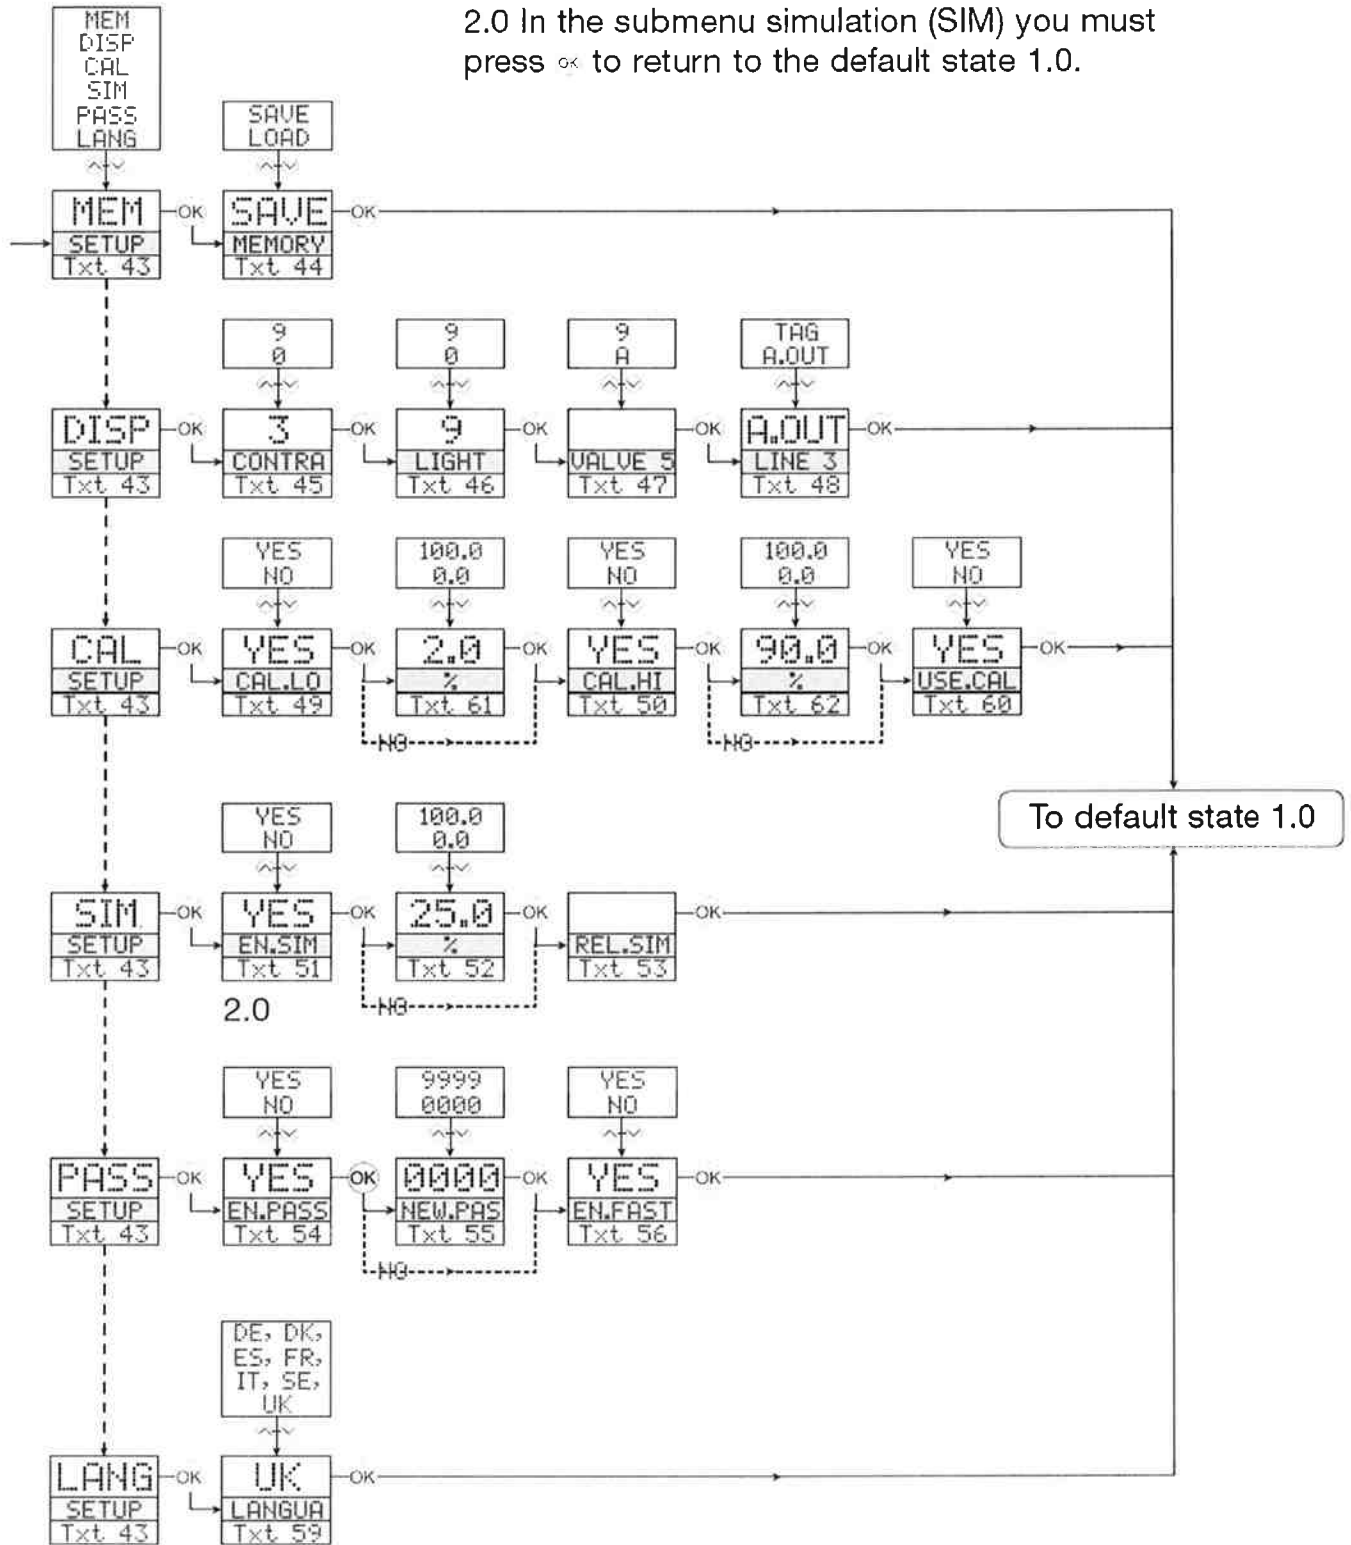 2.0 In the submenu simulation (SIM) you must
press OK to return to the default state 1.0.
MEM
DISP
CAL
SIM
PASS
LANG
SAVE
LOAD
MEM
SETUP
Txt 43
OK
SAVE
MEMORY
Txt 44
OK
9
0
9
0
9
A
TAG
A.OUT
DISP
SETUP
Txt 43
OK
3
CONTRA
Txt 45
OK
9
LIGHT
Txt 46
OK
VALVE 5
Txt 47
OK
A.OUT
LINE 3
Txt 48
OK
YES
NO
100.0
0.0
YES
NO
100.0
0.0
YES
NO
CAL
SETUP
Txt 43
OK
YES
CAL.LO
Txt 49
OK
2.0
%
Txt 61
OK
YES
CAL.HI
Txt 50
OK
90.0
%
Txt 62
OK
YES
USE.CAL
Txt 60
OK
NO
NO
To default state 1.0
YES
NO
100.0
0.0
SIM
SETUP
Txt 43
OK
YES
EN.SIM
Txt 51
OK
25.0
%
Txt 52
OK
REL.SIM
Txt 53
OK
2.0
NO
YES
NO
9999
0000
YES
NO
PASS
SETUP
Txt 43
OK
YES
EN.PASS
Txt 54
OK
0000
NEW.PAS
Txt 55
OK
YES
EN.FAST
Txt 56
OK
NO
DE, DK,
ES, FR,
IT, SE,
UK
LANG
SETUP
Txt 43
OK
UK
LANGUA
Txt 59
OK